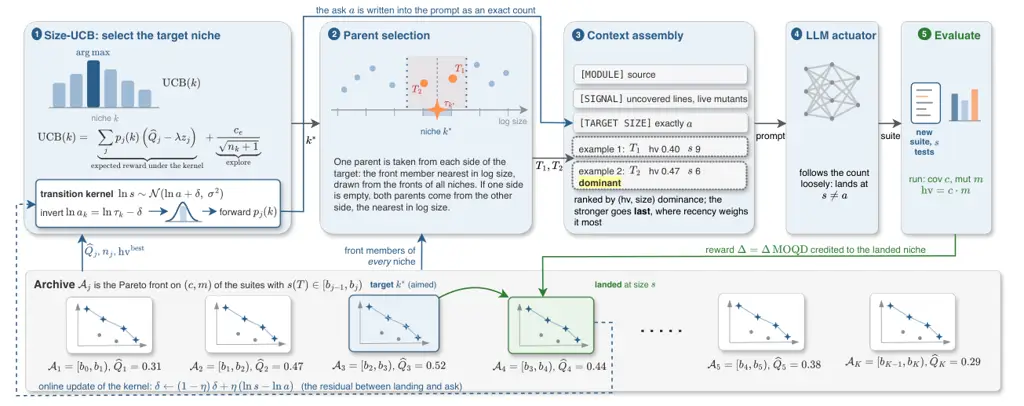 the ask a is written into the prompt as an exact count
1 Size-UCB: select the target niche
arg max
UCB(k)
niche k
UCB(k) = ∑_j p_j(k) (Q̂_j − λz_j) + c_e / √(n_k + 1)
expected reward under the kernel
explore
transition kernel ln s ∼ N(ln a + δ, σ²)
invert ln a_k = ln τ_k − δ
forward p_j(k)
k*
2 Parent selection
T_1
T_2
τ_k*
log size
niche k*
One parent is taken from each side of the
target: the front member nearest in log size,
drawn from the fronts of all niches. If one side
is empty, both parents come from the other
side, the nearest in log size.
T_1, T_2
3 Context assembly
[MODULE] source
[SIGNAL] uncovered lines, live mutants
[TARGET SIZE] exactly a
example 1: T_1 hv 0.40 s 9
example 2: T_2 hv 0.47 s 6
dominant
ranked by (hv, size) dominance; the
stronger goes last, where recency weighs
it most
prompt
4 LLM actuator
follows the count
loosely: lands at
s ≠ a
suite
5 Evaluate
new
suite, s
tests
run: cov c, mut m
hv = c · m
Q̂_j, n_j, hv^best
front members of
every niche
reward Δ = Δ MOQD credited to the landed niche
Archive A_j is the Pareto front on (c, m) of the suites with s(T) ∈ [b_{j−1}, b_j)
target k* (aimed)
landed at size s
.....
A_1 = [b_0, b_1), Q̂_1 = 0.31
A_2 = [b_1, b_2), Q̂_2 = 0.47
A_3 = [b_2, b_3), Q̂_3 = 0.52
A_4 = [b_3, b_4), Q̂_4 = 0.44
A_5 = [b_4, b_5), Q̂_5 = 0.38
A_K = [b_{K−1}, b_K), Q̂_K = 0.29
online update of the kernel: δ ← (1 − η) δ + η (ln s − ln a) (the residual between landing and ask)